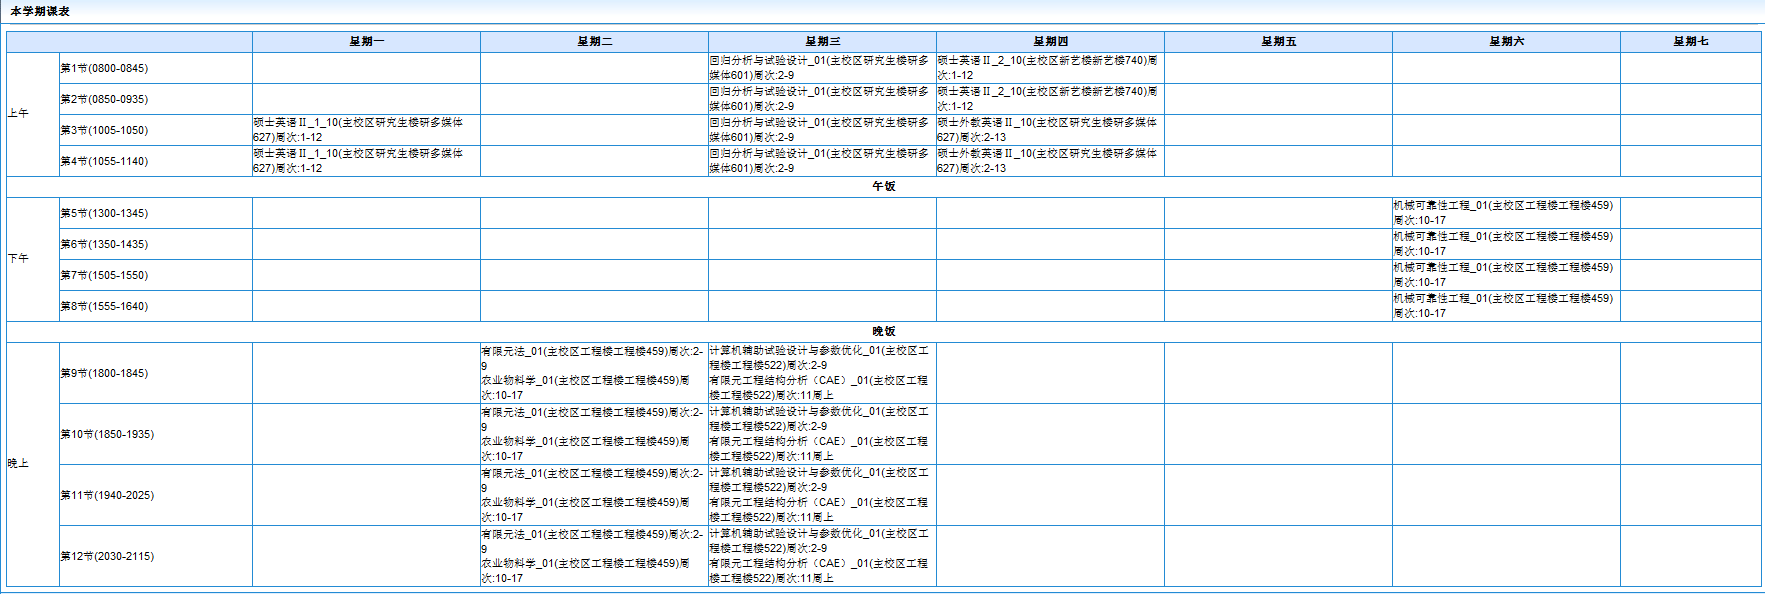 本学期课表
星期一 星期二 星期三 星期四 星期五 星期六 星期七
上午
第1节(0800-0845)
回归分析与试验设计_01(主校区研究生楼研多
媒体601)周次:2-9
硕士英语Ⅱ_2_10(主校区新艺楼新艺楼740)周
次:1-12
第2节(0850-0935)
回归分析与试验设计_01(主校区研究生楼研多
媒体601)周次:2-9
硕士英语Ⅱ_2_10(主校区新艺楼新艺楼740)周
次:1-12
第3节(1005-1050)
硕士英语Ⅱ_1_10(主校区研究生楼研多媒体
627)周次:1-12
回归分析与试验设计_01(主校区研究生楼研多
媒体601)周次:2-9
硕士外教英语Ⅱ_10(主校区研究生楼研多媒体
627)周次:2-13
第4节(1055-1140)
硕士英语Ⅱ_1_10(主校区研究生楼研多媒体
627)周次:1-12
回归分析与试验设计_01(主校区研究生楼研多
媒体601)周次:2-9
硕士外教英语Ⅱ_10(主校区研究生楼研多媒体
627)周次:2-13
午饭
下午
第5节(1300-1345)
机械可靠性工程_01(主校区工程楼工程楼459)
周次:10-17
第6节(1350-1435)
机械可靠性工程_01(主校区工程楼工程楼459)
周次:10-17
第7节(1505-1550)
机械可靠性工程_01(主校区工程楼工程楼459)
周次:10-17
第8节(1555-1640)
机械可靠性工程_01(主校区工程楼工程楼459)
周次:10-17
晚饭
晚上
第9节(1800-1845)
有限元法_01(主校区工程楼工程楼459)周次:2-
9
农业物料学_01(主校区工程楼工程楼459)周
次:10-17
计算机辅助试验设计与参数优化_01(主校区工
程楼工程楼522)周次:2-9
有限元工程结构分析（CAE）_01(主校区工程
楼工程楼522)周次:11周上
第10节(1850-1935)
有限元法_01(主校区工程楼工程楼459)周次:2-
9
农业物料学_01(主校区工程楼工程楼459)周
次:10-17
计算机辅助试验设计与参数优化_01(主校区工
程楼工程楼522)周次:2-9
有限元工程结构分析（CAE）_01(主校区工程
楼工程楼522)周次:11周上
第11节(1940-2025)
有限元法_01(主校区工程楼工程楼459)周次:2-
9
农业物料学_01(主校区工程楼工程楼459)周
次:10-17
计算机辅助试验设计与参数优化_01(主校区工
程楼工程楼522)周次:2-9
有限元工程结构分析（CAE）_01(主校区工程
楼工程楼522)周次:11周上
第12节(2030-2115)
有限元法_01(主校区工程楼工程楼459)周次:2-
9
农业物料学_01(主校区工程楼工程楼459)周
次:10-17
计算机辅助试验设计与参数优化_01(主校区工
程楼工程楼522)周次:2-9
有限元工程结构分析（CAE）_01(主校区工程
楼工程楼522)周次:11周上